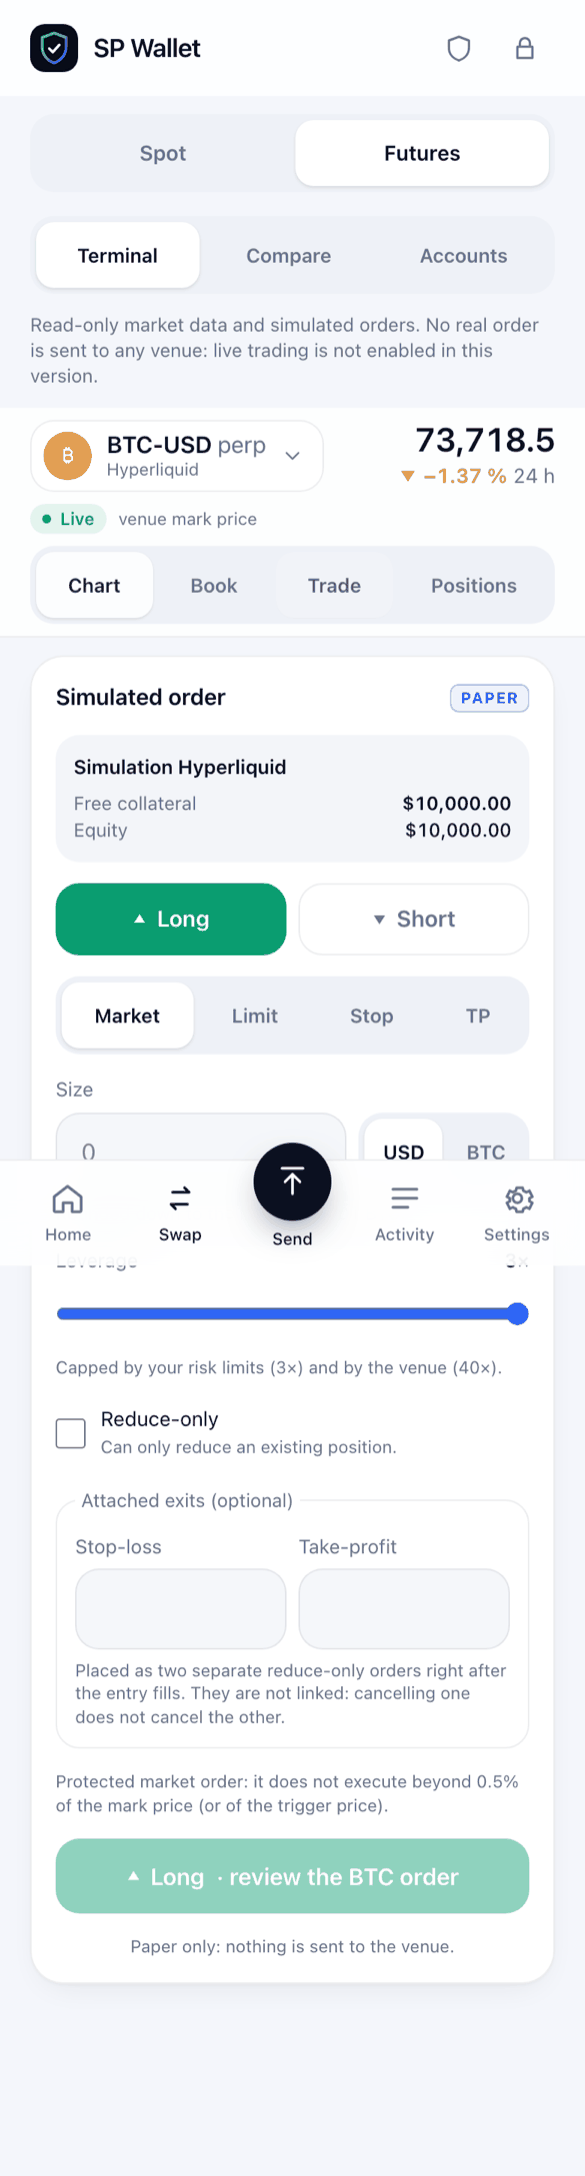 SP Wallet
Spot
Futures
Terminal
Compare
Accounts
Read-only market data and simulated orders. No real order
is sent to any venue: live trading is not enabled in this
version.
BTC-USD perp
Hyperliquid
73,718.5
▼ −1.37 % 24 h
Live
venue mark price
Chart
Book
Trade
Positions
Simulated order
PAPER
Simulation Hyperliquid
Free collateral
$10,000.00
Equity
$10,000.00
▲ Long
▼ Short
Market
Limit
Stop
TP
Size
0
USD
BTC
Home
Swap
Send
Activity
Settings
Leverage
3×
Capped by your risk limits (3×) and by the venue (40×).
Reduce-only
Can only reduce an existing position.
Attached exits (optional)
Stop-loss
Take-profit
Placed as two separate reduce-only orders right after
the entry fills. They are not linked: cancelling one
does not cancel the other.
Protected market order: it does not execute beyond 0.5%
of the mark price (or of the trigger price).
▲ Long · review the BTC order
Paper only: nothing is sent to the venue.